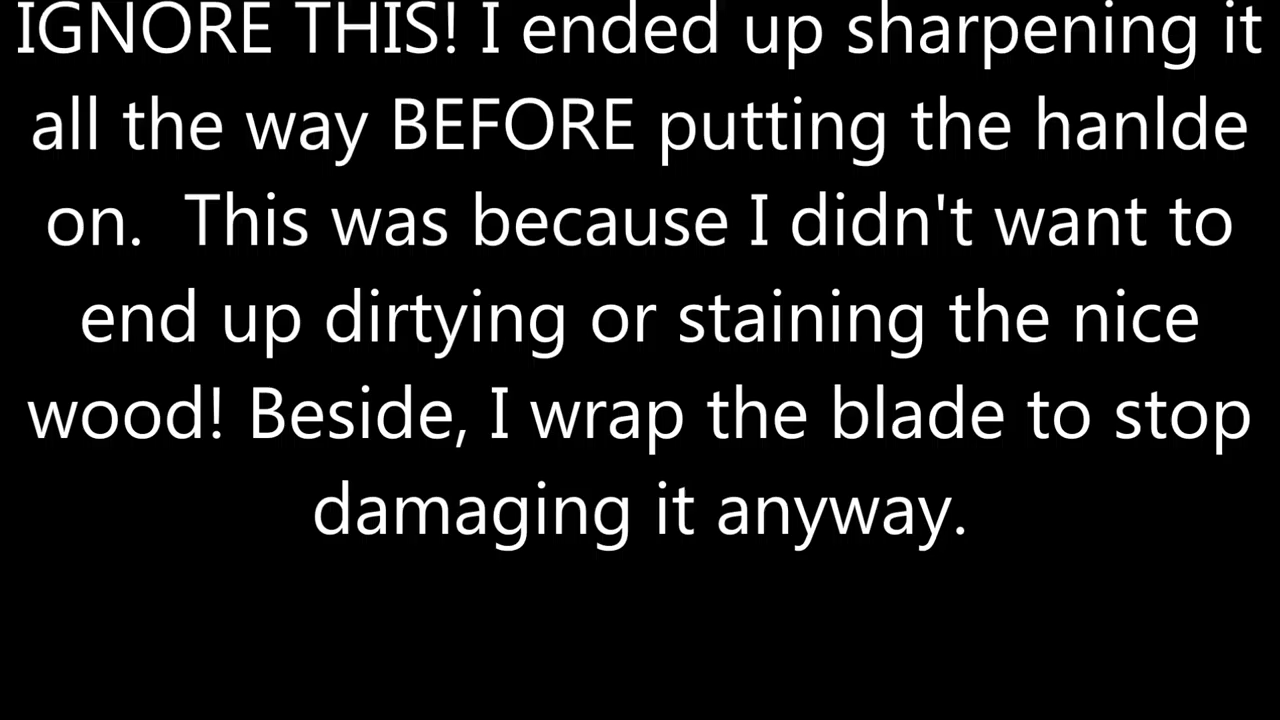 IGNORE THIS! I ended up sharpening it
all the way BEFORE putting the hanlde
on.  This was because I didn't want to
end up dirtying or staining the nice
wood! Beside, I wrap the blade to stop
damaging it anyway.